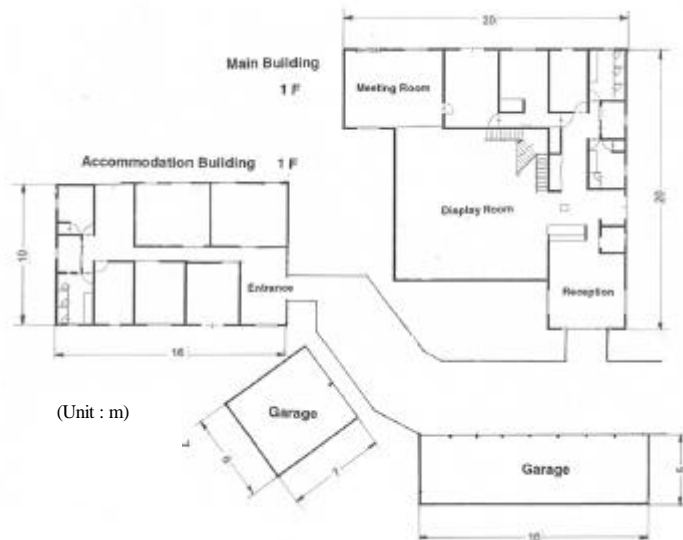 20
Main Building
1 F
Meeting Room
Accommodation Building 1 F
Display Room
20
10
Entrance
Reception
16
(Unit : m)
Garage
7
Garage
5
16